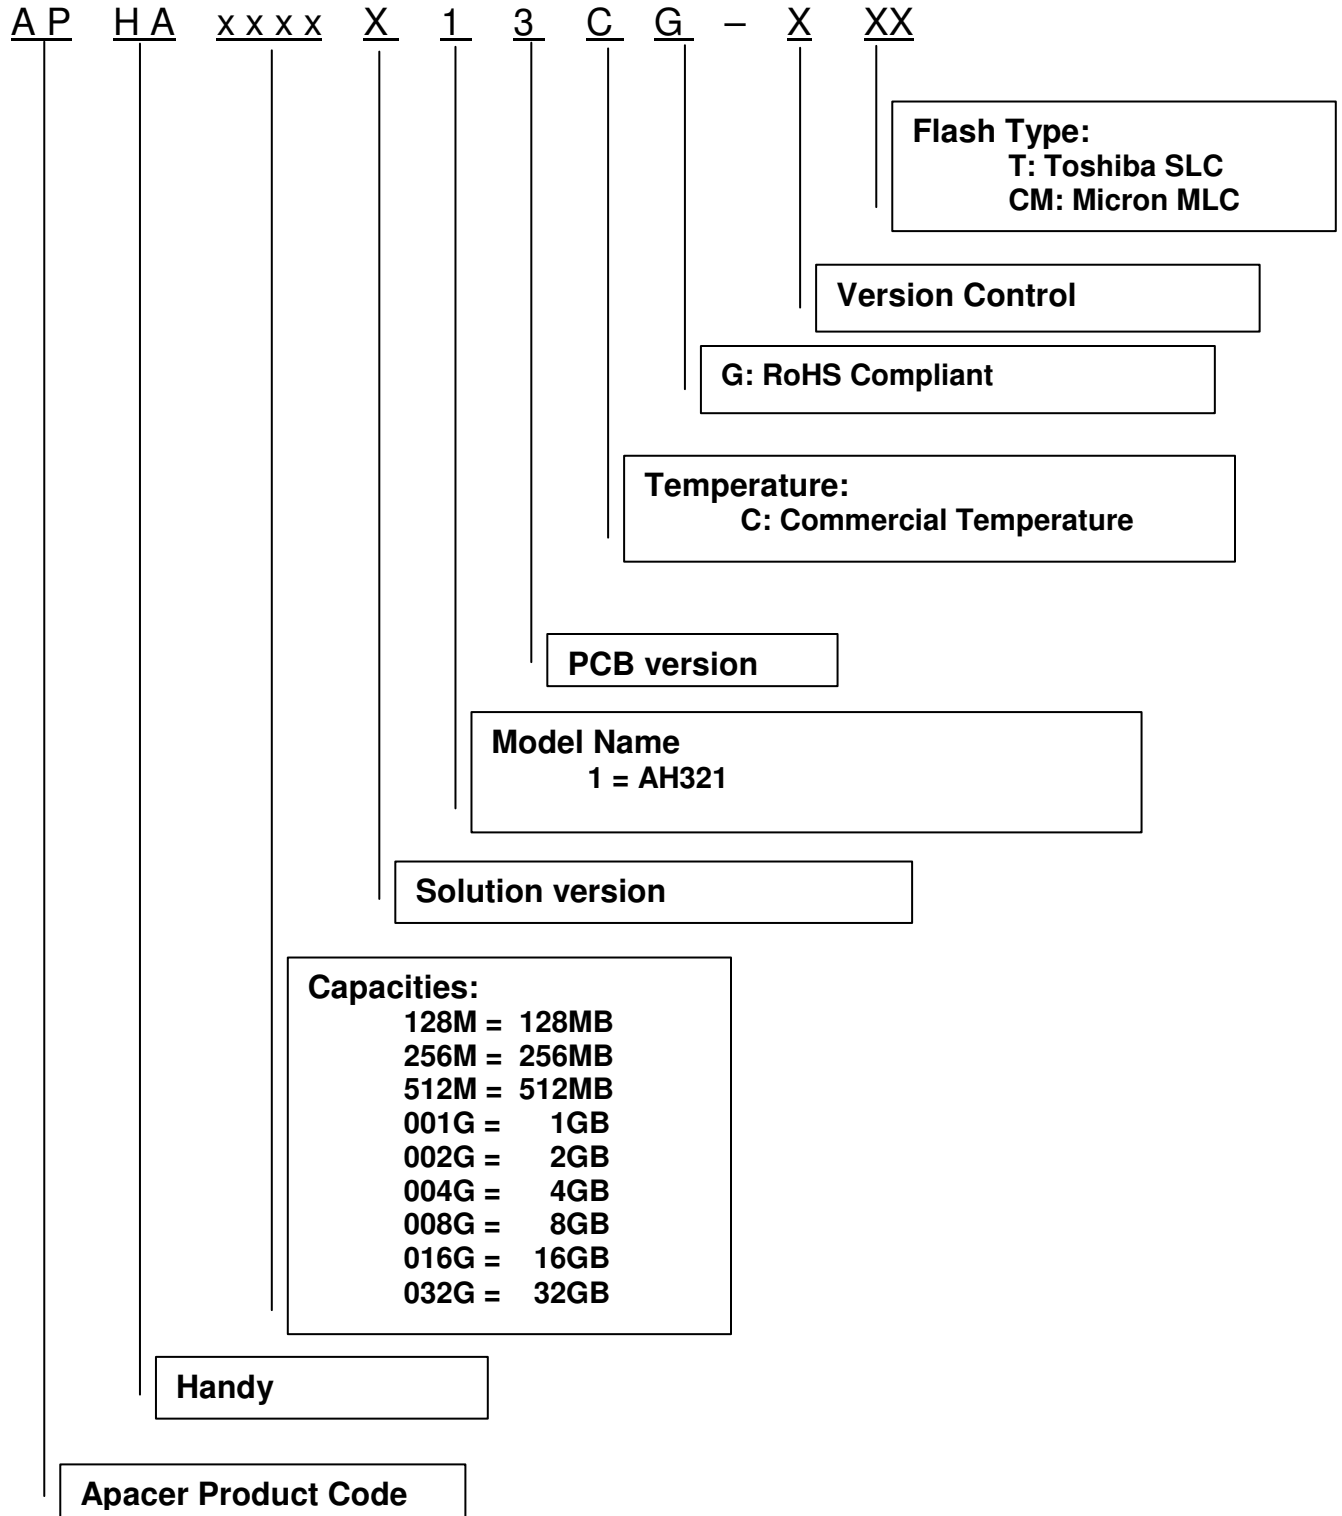 A P H A x x x x X 1 3 C G – X XX
Flash Type:
T: Toshiba SLC
CM: Micron MLC
Version Control
G: RoHS Compliant
Temperature:
C: Commercial Temperature
PCB version
Model Name
1 = AH321
Solution version
Capacities:
128M = 128MB
256M = 256MB
512M = 512MB
001G = 1GB
002G = 2GB
004G = 4GB
008G = 8GB
016G = 16GB
032G = 32GB
Handy
Apacer Product Code